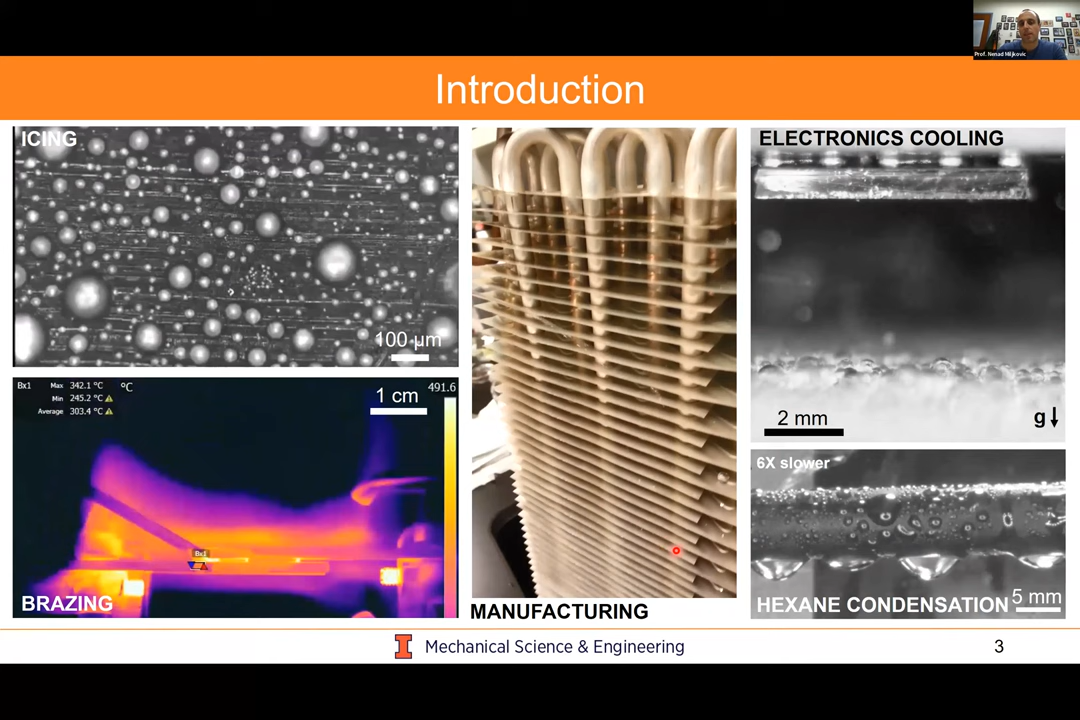 Prof. Nenad Miljkovic
Introduction
ICING
100 µm
Bx1 Max 342.1 °C
Min 245.2 °C
Average 303.4 °C
°C
1 cm
491.6
Bx1
BRAZING
MANUFACTURING
ELECTRONICS COOLING
2 mm
g
6X slower
HEXANE CONDENSATION
5 mm
I Mechanical Science & Engineering
3